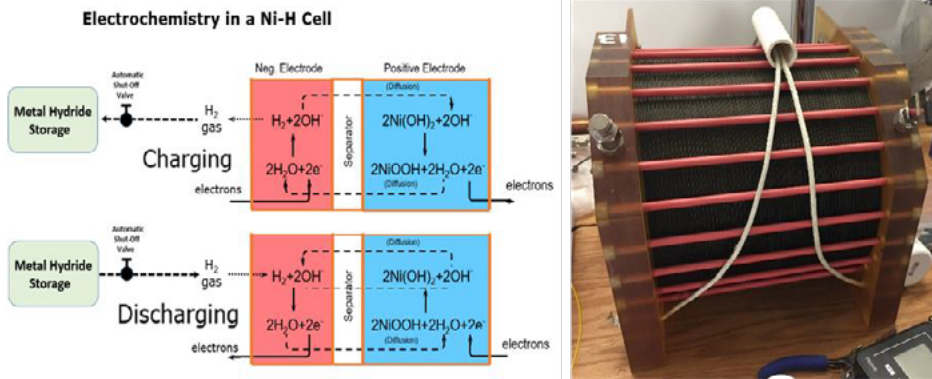 Electrochemistry in a Ni-H Cell
Neg. Electrode
Positive Electrode
Automatic
Shut-Off
Valve
Metal Hydride
Storage
H2
gas
Charging
(Diffusion)
H2+2OH-
2Ni(OH)2+2OH-
Separator
2H2O+2e-
2NiOOH+2H2O+2e-
(Diffusion)
electrons
electrons
Automatic
Shut-Off
Valve
Metal Hydride
Storage
H2
gas
Discharging
(Diffusion)
H2+2OH-
2Ni(OH)2+2OH-
Separator
2H2O+2e-
2NiOOH+2H2O+2e-
(Diffusion)
electrons
electrons